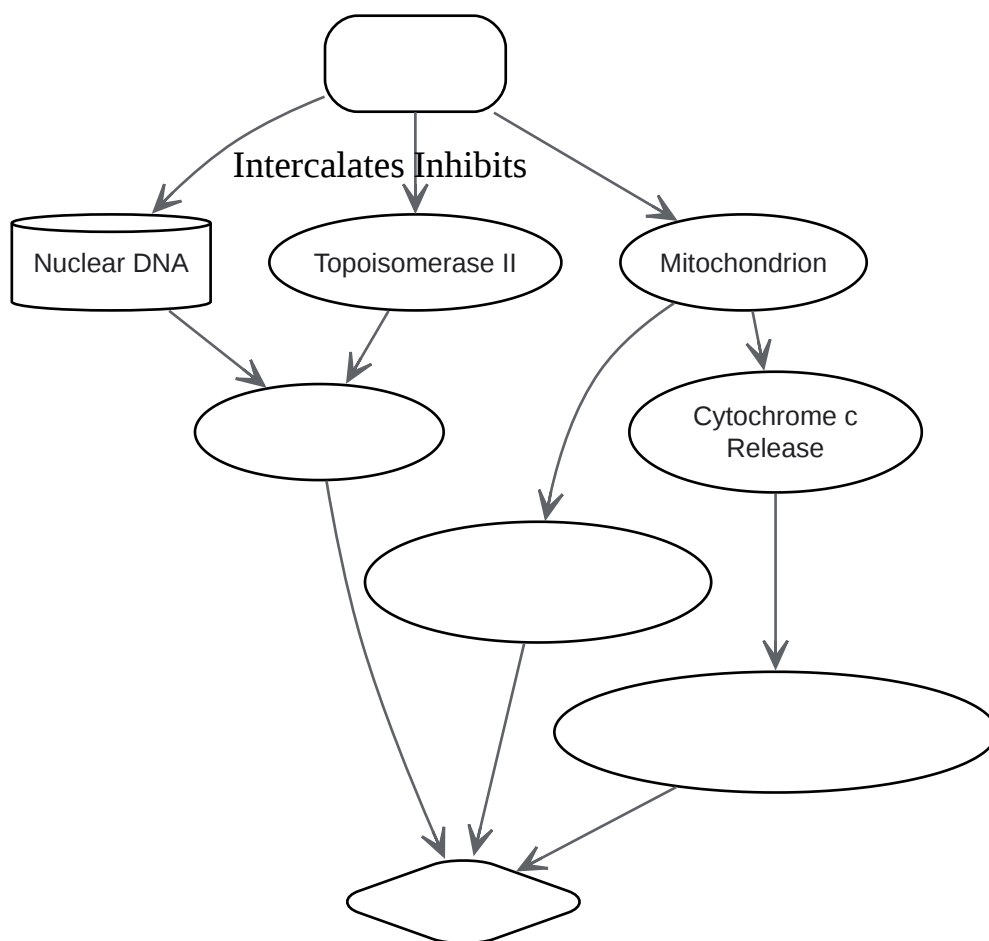 Intercalates Inhibits
Nuclear DNA
Topoisomerase II
Mitochondrion
Cytochrome c
Release